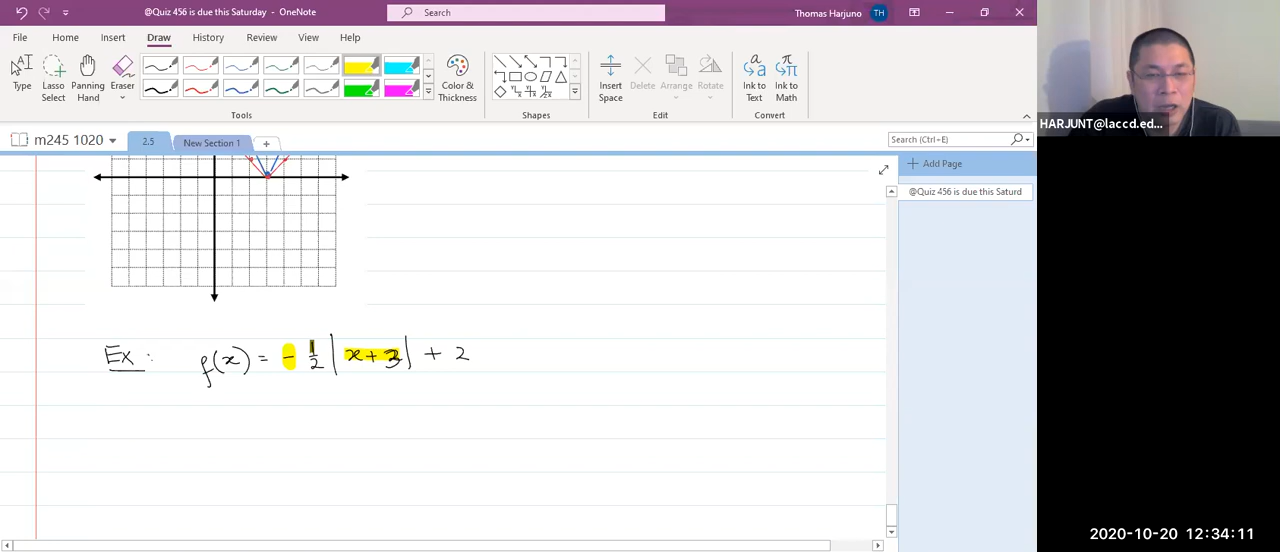 @Quiz 456 is due this Saturday - OneNote
Search
Thomas Harjuno TH
File Home Insert Draw History Review View Help
Type
Lasso Select
Panning Hand
Eraser
Color & Thickness
Insert Space
Delete
Arrange
Rotate
Ink to Text
Ink to Math
Tools Shapes Edit Convert
m245 1020
2.5
New Section 1
Search (Ctrl+E)
Add Page
@Quiz 456 is due this Saturd
HARJUNT@laccd.ed...
Ex : f(x) = - 1/2 | x + 3 | + 2
2020-10-20 12:34:11